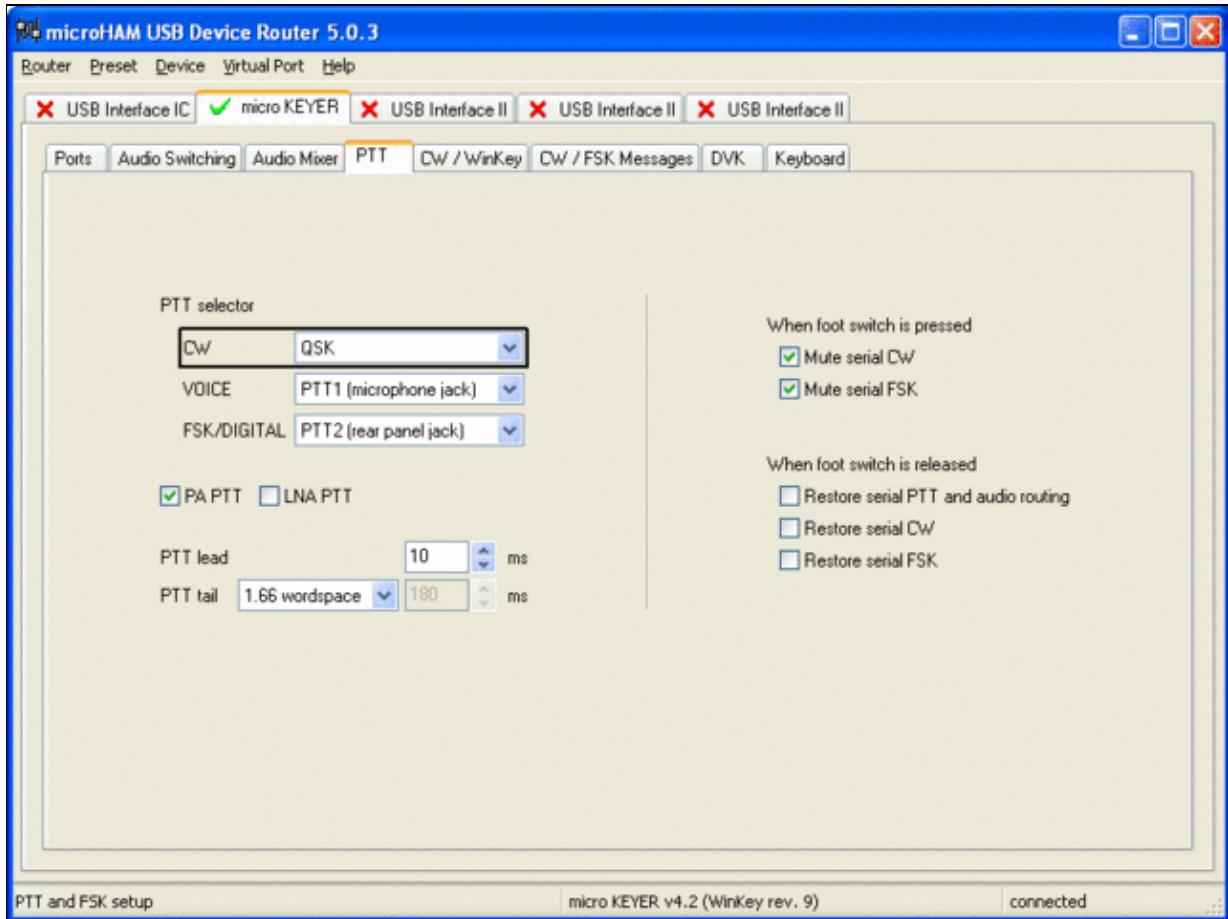 microHAM USB Device Router 5.0.3
Router Preset Device Virtual Port Help
USB Interface IC micro KEYER USB Interface II USB Interface II USB Interface II
Ports Audio Switching Audio Mixer PTT CW / WinKey CW / FSK Messages DVK Keyboard
PTT selector
CW QSK
VOICE PTT1 (microphone jack)
FSK/DIGITAL PTT2 (rear panel jack)
PA PTT LNA PTT
PTT lead 10 ms
PTT tail 1.66 wordspace 180 ms
When foot switch is pressed
Mute serial CW
Mute serial FSK
When foot switch is released
Restore serial PTT and audio routing
Restore serial CW
Restore serial FSK
PTT and FSK setup micro KEYER v4.2 (WinKey rev. 9) connected